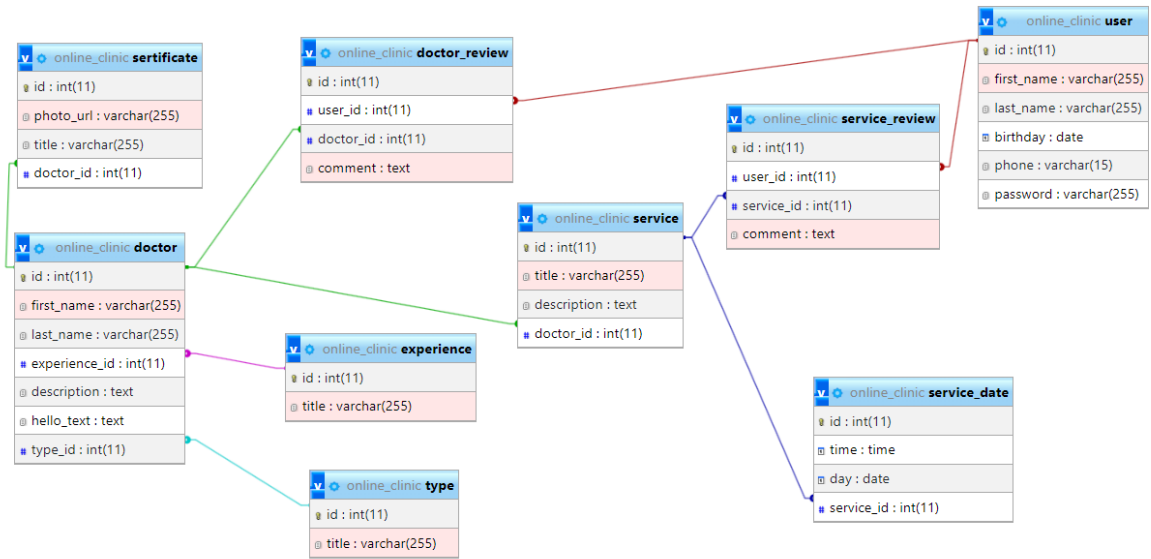 online_clinic sertificate
id : int(11)
photo_url : varchar(255)
title : varchar(255)
doctor_id : int(11)
online_clinic doctor_review
id : int(11)
user_id : int(11)
doctor_id : int(11)
comment : text
online_clinic user
id : int(11)
first_name : varchar(255)
last_name : varchar(255)
birthday : date
phone : varchar(15)
password : varchar(255)
online_clinic service_review
id : int(11)
user_id : int(11)
service_id : int(11)
comment : text
online_clinic service
id : int(11)
title : varchar(255)
description : text
doctor_id : int(11)
online_clinic doctor
id : int(11)
first_name : varchar(255)
last_name : varchar(255)
experience_id : int(11)
description : text
hello_text : text
type_id : int(11)
online_clinic experience
id : int(11)
title : varchar(255)
online_clinic service_date
id : int(11)
time : time
day : date
service_id : int(11)
online_clinic type
id : int(11)
title : varchar(255)